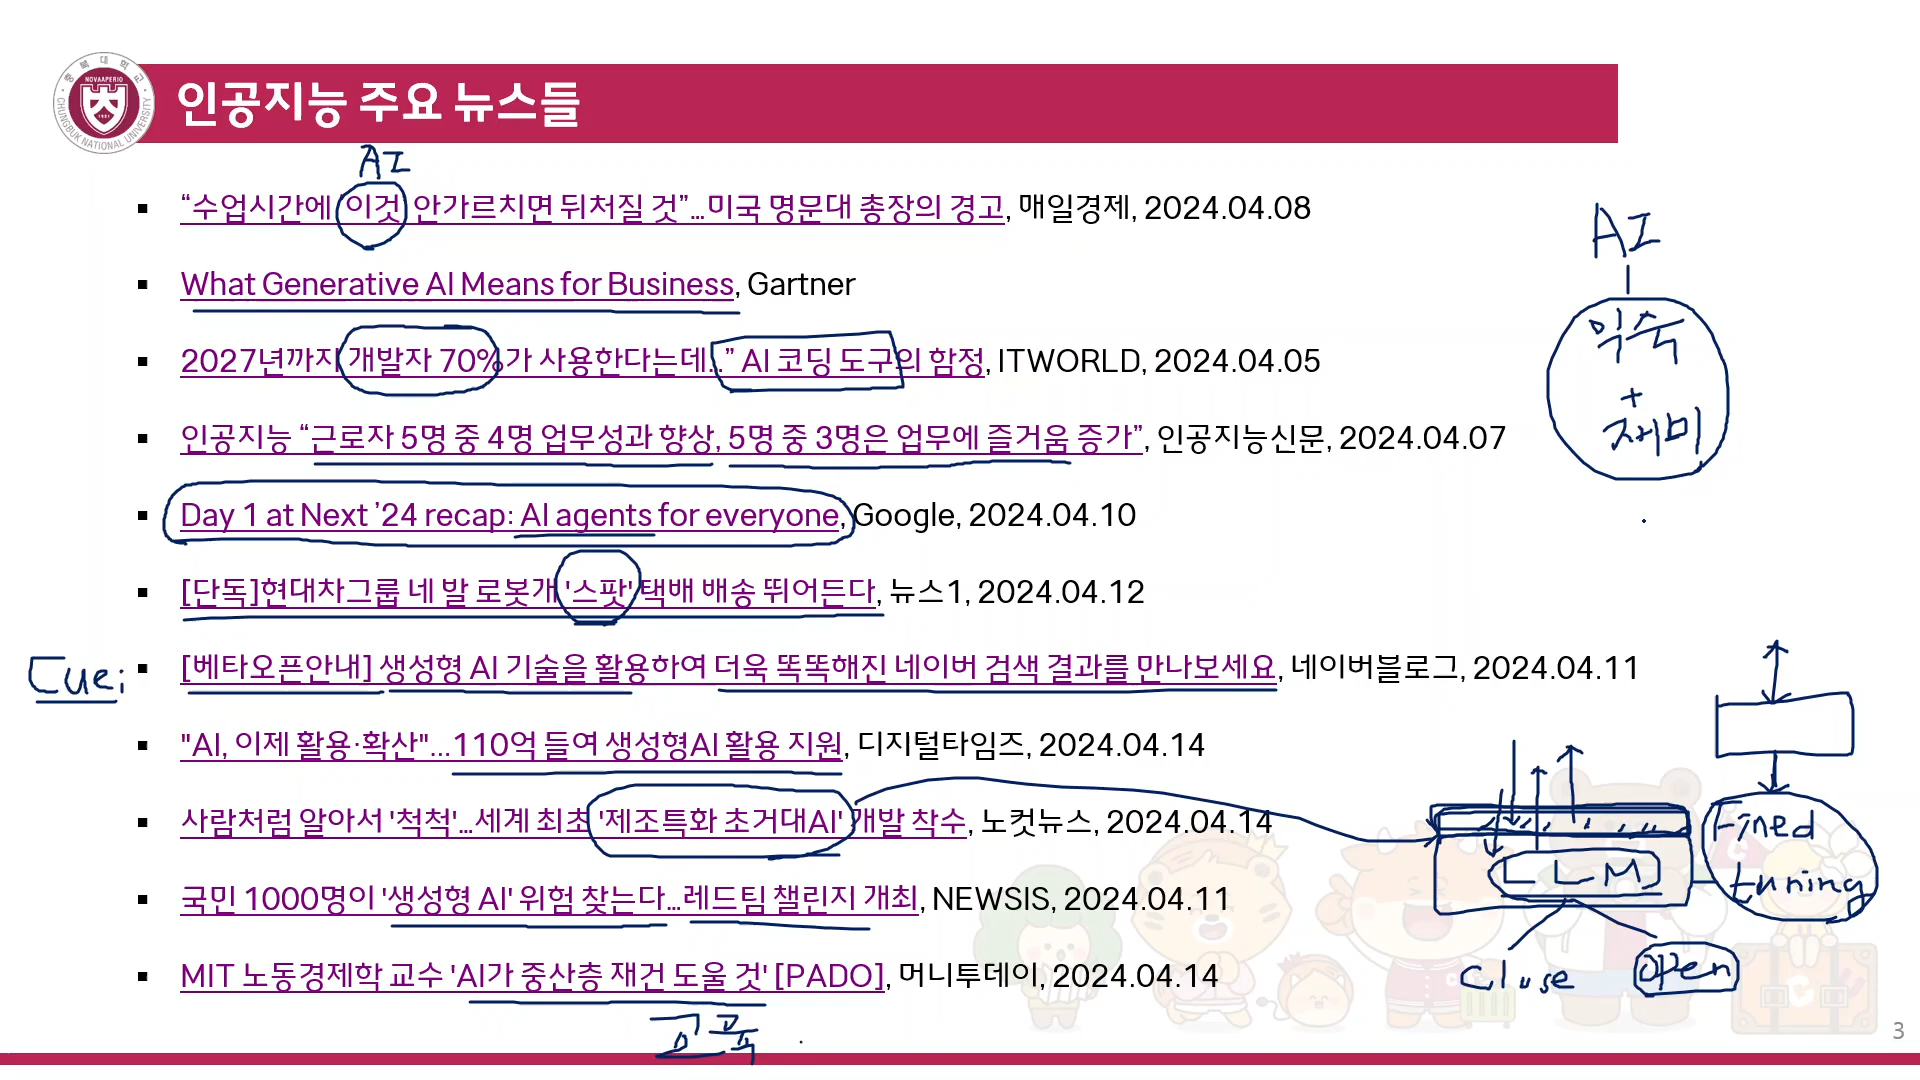 충북대학교
NOVAAPERIO
1951
CHUNGBUK NATIONAL UNIVERSITY
인공지능 주요 뉴스들
AI
▪ “수업시간에 '이것' 안가르치면 뒤처질 것”...미국 명문대 총장의 경고, 매일경제, 2024.04.08
▪ What Generative AI Means for Business, Gartner
▪ 2027년까지 개발자 70%가 사용한다는데..” AI 코딩 도구의 함정, ITWORLD, 2024.04.05
▪ 인공지능 “근로자 5명 중 4명 업무성과 향상, 5명 중 3명은 업무에 즐거움 증가”, 인공지능신문, 2024.04.07
▪ Day 1 at Next ’24 recap: AI agents for everyone, Google, 2024.04.10
▪ [단독]현대차그룹 네 발 로봇개 '스팟' 택배 배송 뛰어든다, 뉴스1, 2024.04.12
Cue:
▪ [베타오픈안내] 생성형 AI 기술을 활용하여 더욱 똑똑해진 네이버 검색 결과를 만나보세요, 네이버블로그, 2024.04.11
▪ "AI, 이제 활용·확산"...110억 들여 생성형AI 활용 지원, 디지털타임즈, 2024.04.14
▪ 사람처럼 알아서 '척척'...세계 최초 '제조특화 초거대AI' 개발 착수, 노컷뉴스, 2024.04.14
▪ 국민 1000명이 '생성형 AI' 위험 찾는다...레드팀 챌린지 개최, NEWSIS, 2024.04.11
▪ MIT 노동경제학 교수 'AI가 중산층 재건 도울 것' [PADO], 머니투데이, 2024.04.14
교육
AI
익숙
+
재미
Fined
tuning
LLM
Close
open
3